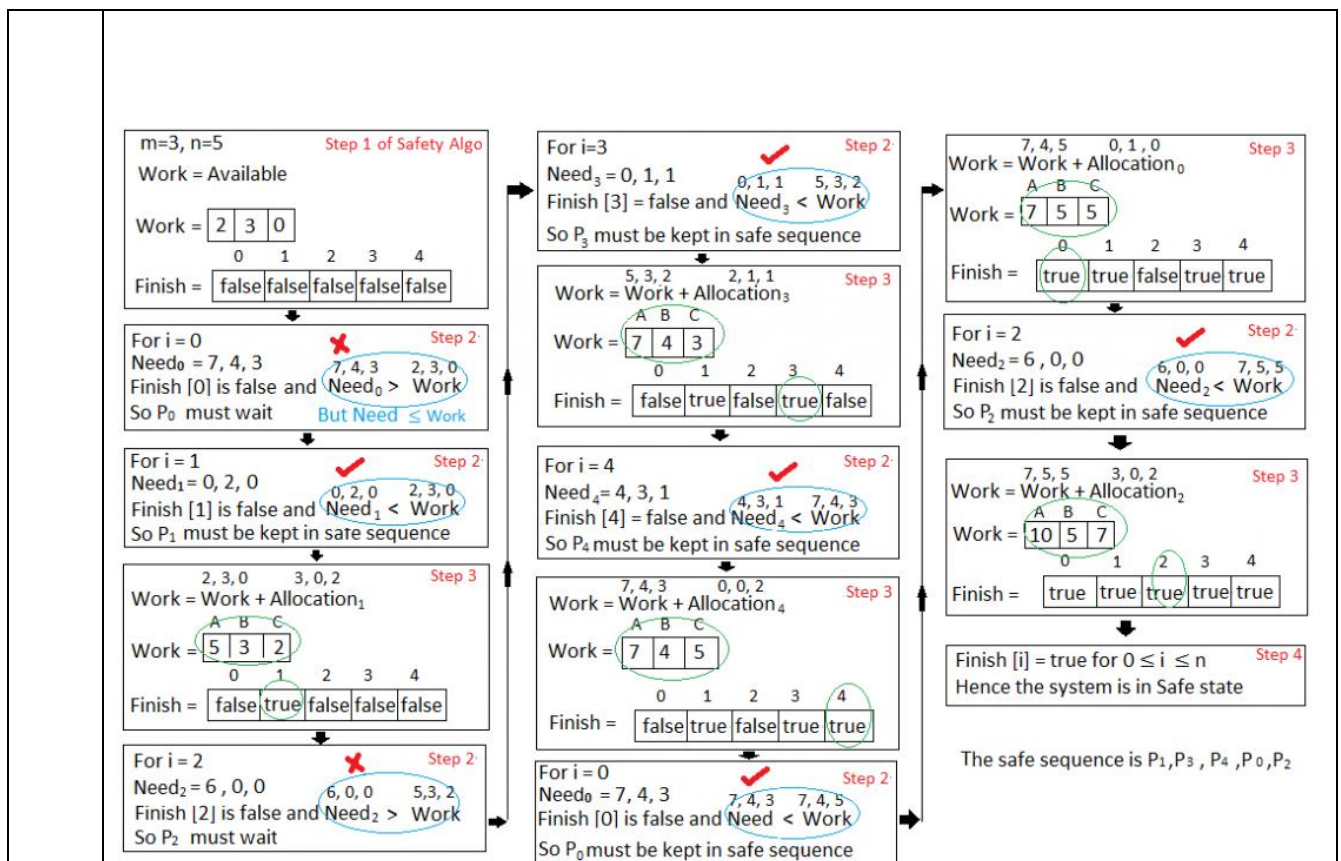 m=3, n=5 Step 1 of Safety Algo
Work = Available
Work = 2 3 0
0 1 2 3 4
Finish = false false false false false
For i = 0 Step 2
Need₀ = 7, 4, 3
7, 4, 3 2, 3, 0
Finish [0] is false and Need₀ > Work
So P₀ must wait But Need ≤ Work
For i = 1 Step 2
Need₁ = 0, 2, 0
0, 2, 0 2, 3, 0
Finish [1] is false and Need₁ < Work
So P₁ must be kept in safe sequence
2, 3, 0 3, 0, 2 Step 3
Work = Work + Allocation₁
A B C
Work = 5 3 2
0 1 2 3 4
Finish = false true false false false
For i = 2 Step 2
Need₂ = 6, 0, 0
6, 0, 0 5,3, 2
Finish [2] is false and Need₂ > Work
So P₂ must wait
For i=3 Step 2
Need₃ = 0, 1, 1
0, 1, 1 5, 3, 2
Finish [3] = false and Need₃ < Work
So P₃ must be kept in safe sequence
5, 3, 2 2, 1, 1 Step 3
Work = Work + Allocation₃
A B C
Work = 7 4 3
0 1 2 3 4
Finish = false true false true false
For i = 4 Step 2
Need₄ = 4, 3, 1
4, 3, 1 7, 4, 3
Finish [4] = false and Need₄ < Work
So P₄ must be kept in safe sequence
7, 4, 3 0, 0, 2 Step 3
Work = Work + Allocation₄
A B C
Work = 7 4 5
0 1 2 3 4
Finish = false true false true true
For i = 0 Step 2
Need₀ = 7, 4, 3
7, 4, 3 7, 4, 5
Finish [0] is false and Need < Work
So P₀ must be kept in safe sequence
7, 4, 5 0, 1, 0 Step 3
Work = Work + Allocation₀
A B C
Work = 7 5 5
0 1 2 3 4
Finish = true true false true true
For i = 2 Step 2
Need₂ = 6, 0, 0
6, 0, 0 7, 5, 5
Finish [2] is false and Need₂ < Work
So P₂ must be kept in safe sequence
7, 5, 5 3, 0, 2 Step 3
Work = Work + Allocation₂
A B C
Work = 10 5 7
0 1 2 3 4
Finish = true true true true true
Finish [i] = true for 0 ≤ i ≤ n Step 4
Hence the system is in Safe state
The safe sequence is P₁,P₃ , P₄ ,P₀,P₂